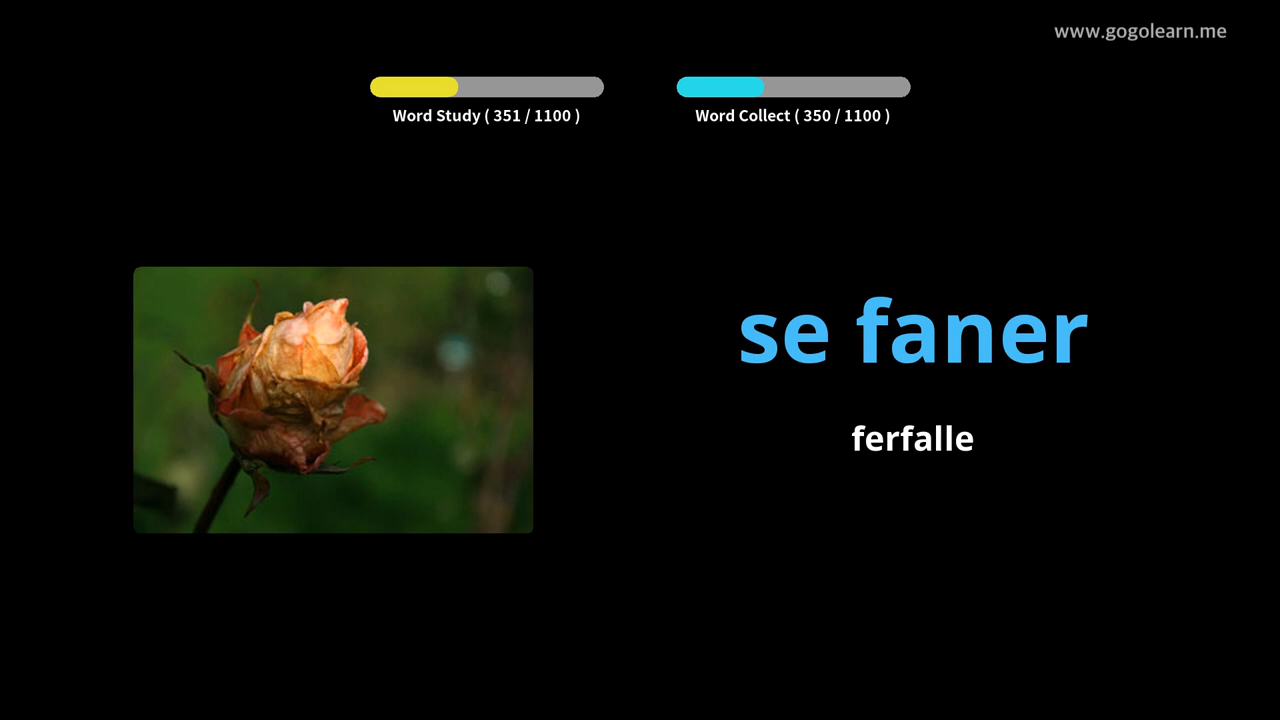 www.gogolearn.me
Word Study ( 351 / 1100 )
Word Collect ( 350 / 1100 )
se faner
ferfalle